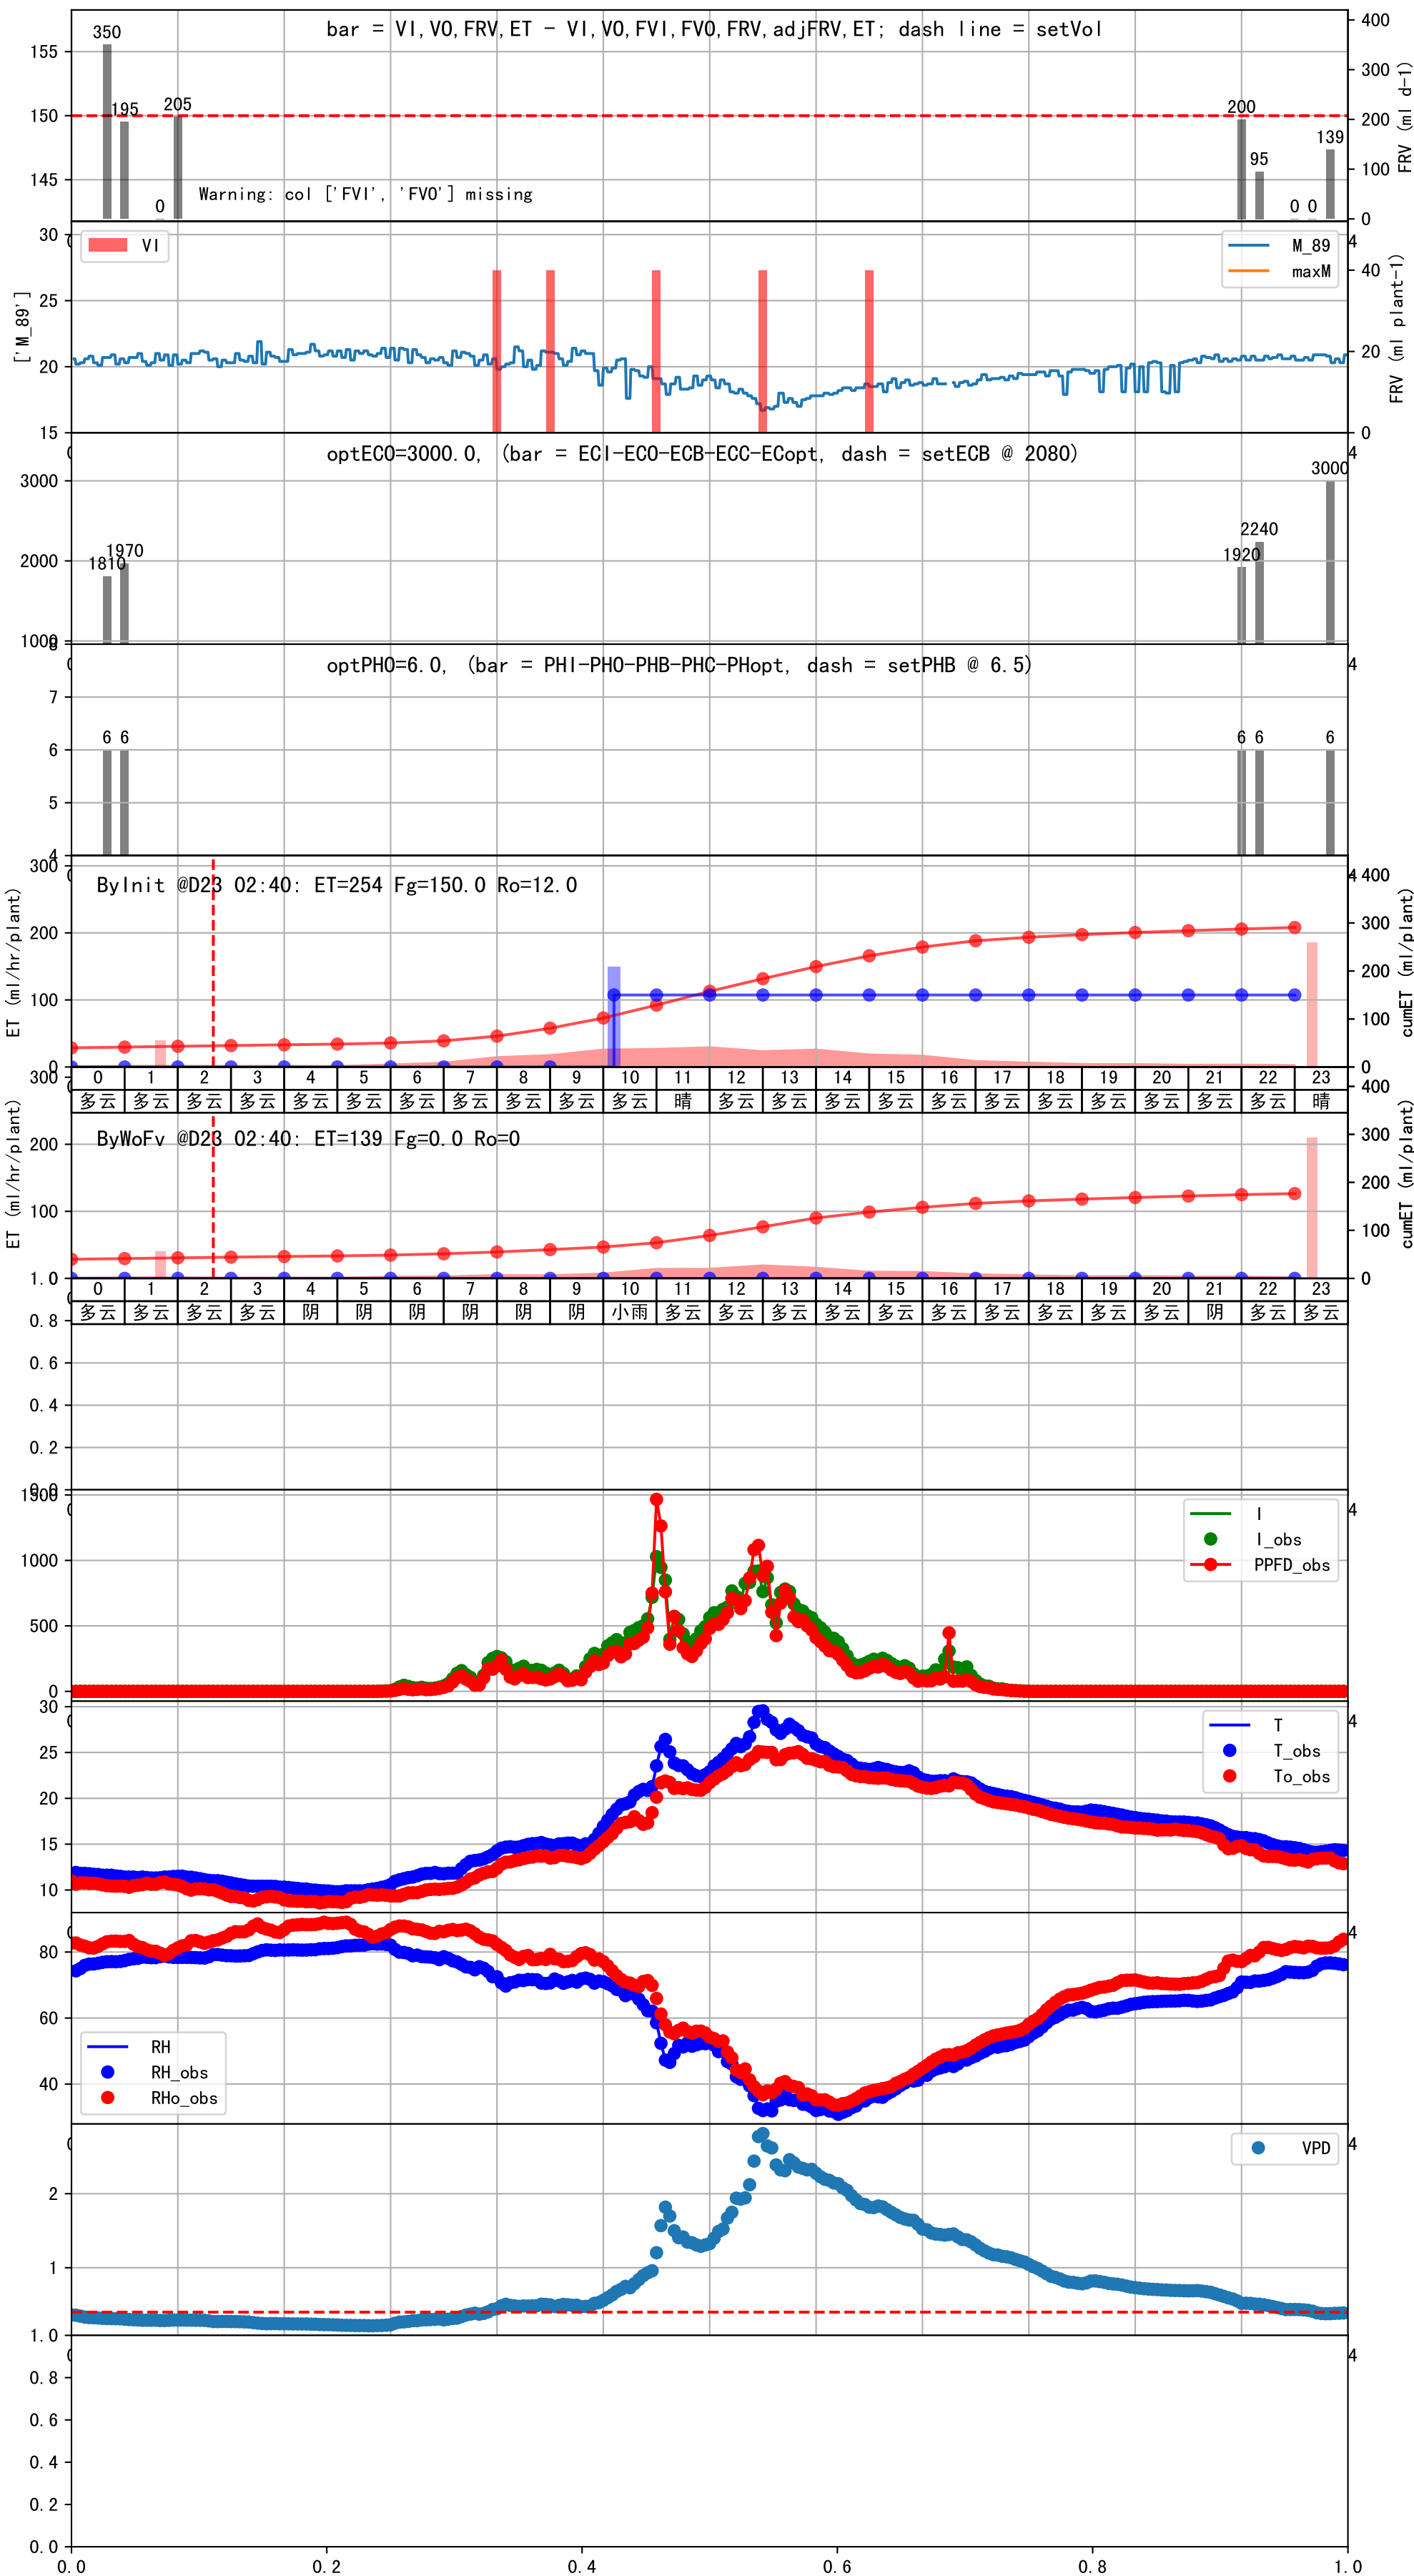 bar = VI,VO,FRV,ET - VI,VO,FVI,FVO,FRV,adjFRV,ET; dash line = setVol
350
195
0
205
200
95
0
0
139
155
150
145
400
300
200
100
0
FRV (ml d-1)
Warning: col ['FVI', 'FVO'] missing
VI
M_89
maxM
['M_89']
30
25
20
15
40
20
0
FRV (ml plant-1)
optECO=3000.0, (bar = ECI-ECO-ECB-ECC-ECopt, dash = setECB @ 2080)
1810
1970
1920
2240
3000
3000
2000
1000
optPHO=6.0, (bar = PHI-PHO-PHB-PHC-PHopt, dash = setPHB @ 6.5)
6
6
6
6
6
7
6
5
4
ByInit @D23 02:40: ET=254 Fg=150.0 Ro=12.0
ET (ml/hr/plant)
300
200
100
0
400
300
200
100
0
cumET (ml/plant)
0 1 2 3 4 5 6 7 8 9 10 11 12 13 14 15 16 17 18 19 20 21 22 23
多云 多云 多云 多云 多云 多云 多云 多云 多云 多云 多云 晴 多云 多云 多云 多云 多云 多云 多云 多云 多云 多云 多云 晴
ByWoFv @D23 02:40: ET=139 Fg=0.0 Ro=0
ET (ml/hr/plant)
300
200
100
400
300
200
100
0
cumET (ml/plant)
0 1 2 3 4 5 6 7 8 9 10 11 12 13 14 15 16 17 18 19 20 21 22 23
多云 多云 多云 多云 阴 阴 阴 阴 阴 阴 小雨 多云 多云 多云 多云 多云 多云 多云 多云 多云 多云 阴 多云 多云
1.0
0.8
0.6
0.4
0.2
1500
1000
500
0
I
I_obs
PPFD_obs
30
25
20
15
10
T
T_obs
To_obs
80
60
40
RH
RH_obs
RHo_obs
2
1
VPD
1.0
0.8
0.6
0.4
0.2
0.0
0.0 0.2 0.4 0.6 0.8 1.0